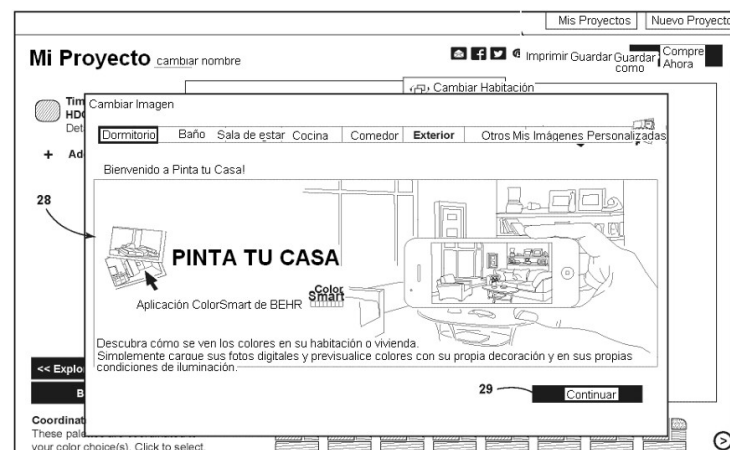 Mis Proyectos Nuevo Proyecto
Mi Proyecto cambiar nombre
Imprimir Guardar Guardar como Compre Ahora
Cambiar Habitación
Cambiar Imagen
Dormitorio Baño Sala de estar Cocina Comedor Exterior Otros Mis Imágenes Personalizadas
+
Bienvenido a Pinta tu Casa!
28
PINTA TU CASA
Color
Smart
Aplicación ColorSmart de BEHR
Descubra cómo se ven los colores en su habitación o vivienda.
Simplemente cargue sus fotos digitales y previsualice colores con su propia decoración y en sus propias
condiciones de iluminación.
<< Explo
29
Continuar
B
Coordinat
These pale
your color choice(s). Click to select